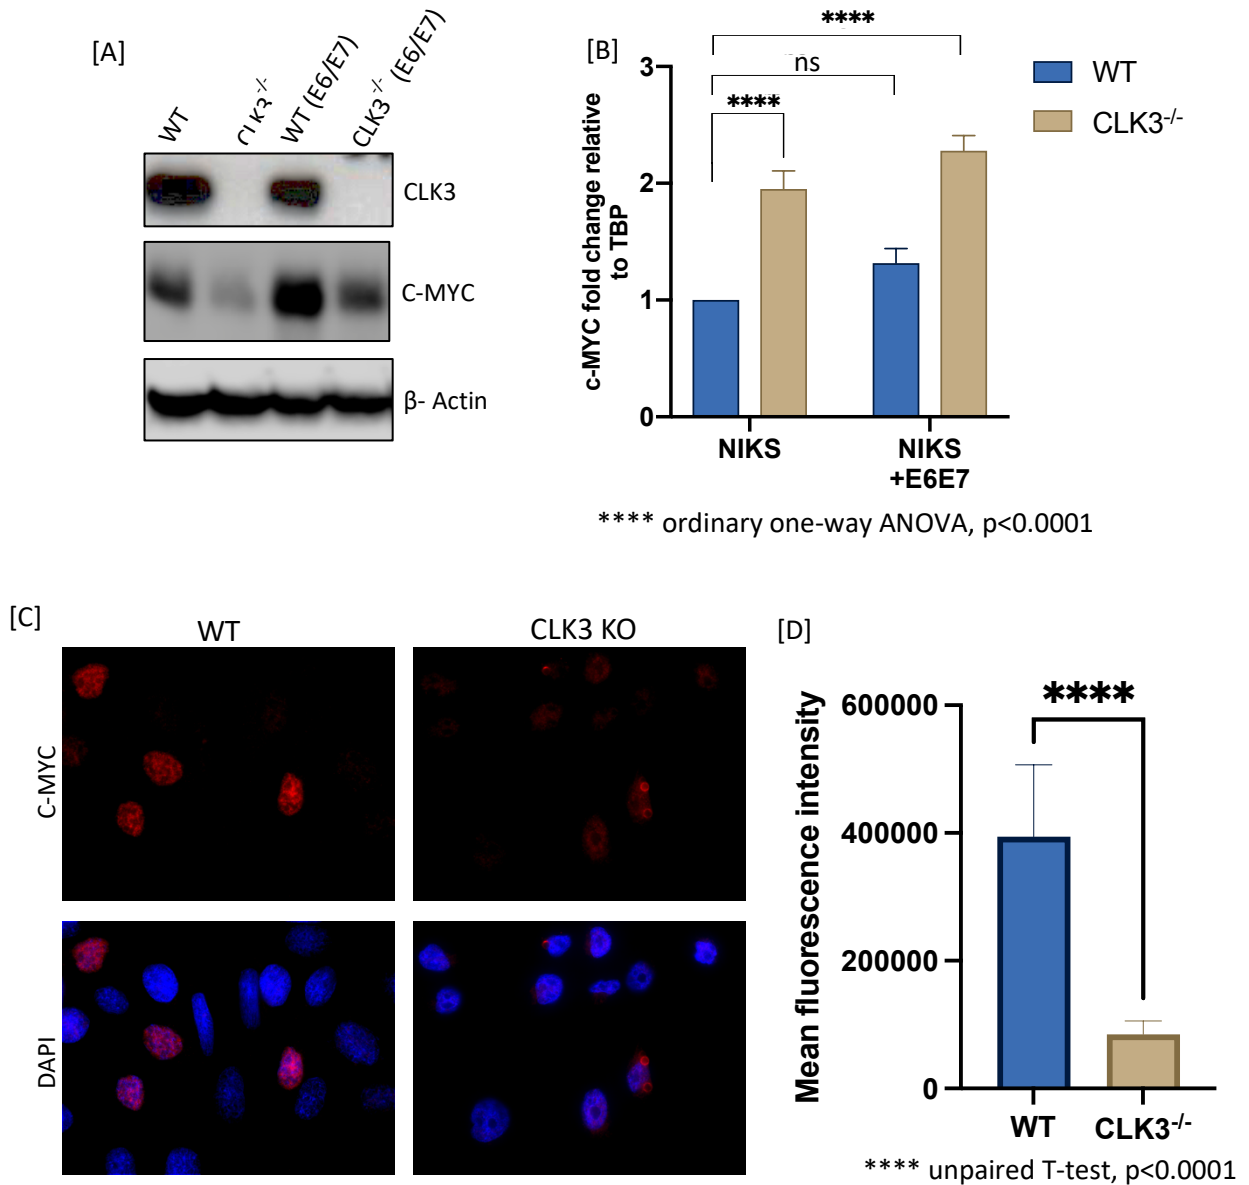 [A]
WT
CLK3-/-
WT (E6/E7)
CLK3-/- (E6/E7)
CLK3
C-MYC
β- Actin
[B]
****
ns
****
3
2
1
0
c-MYC fold change relative
to TBP
NIKS
NIKS
+E6E7
WT
CLK3-/-
**** ordinary one-way ANOVA, p<0.0001
[C]
WT
CLK3 KO
C-MYC
DAPI
[D]
****
Mean fluorescence intensity
600000
400000
200000
0
WT
CLK3-/-
**** unpaired T-test, p<0.0001